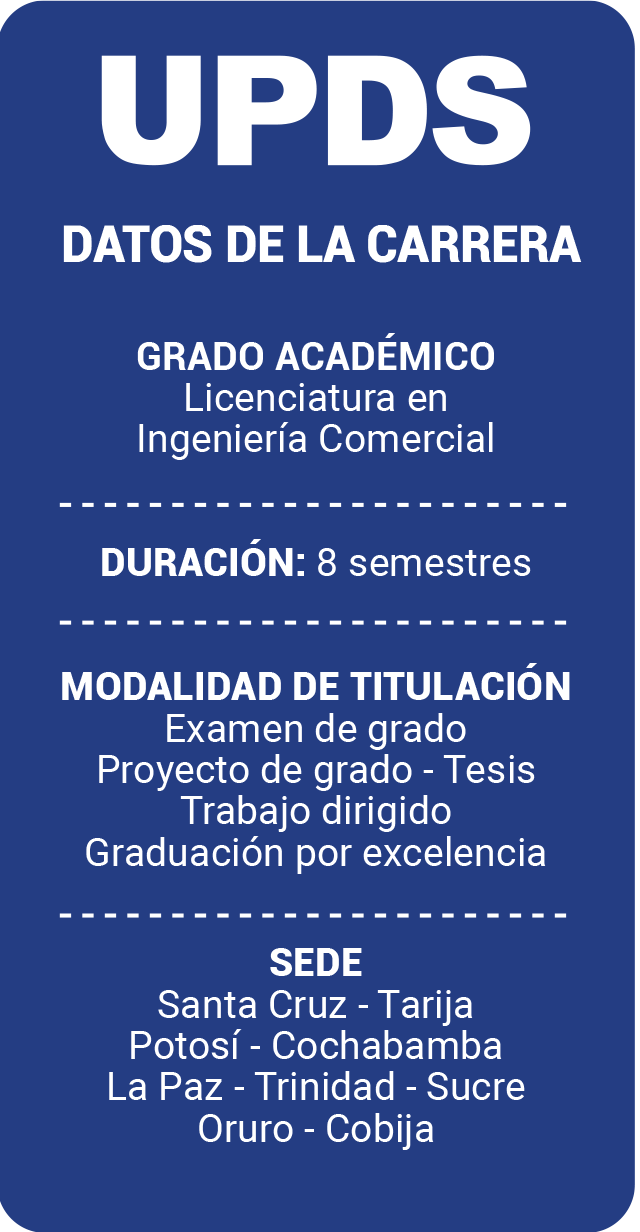 UPDS
DATOS DE LA CARRERA
GRADO ACADÉMICO
Licenciatura en
Ingeniería Comercial
DURACIÓN: 8 semestres
MODALIDAD DE TITULACIÓN
Examen de grado
Proyecto de grado - Tesis
Trabajo dirigido
Graduación por excelencia
SEDE
Santa Cruz - Tarija
Potosí - Cochabamba
La Paz - Trinidad - Sucre
Oruro - Cobija